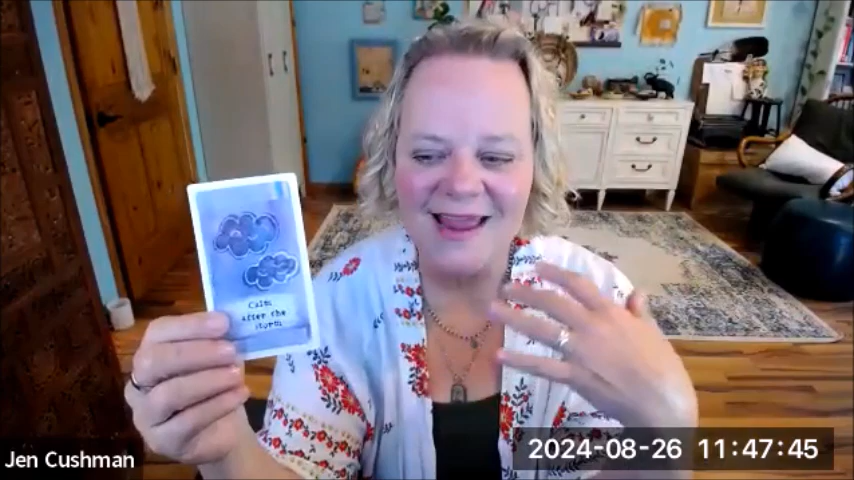 Calm
after the
storm
Jen Cushman
2024-08-26 11:47:45